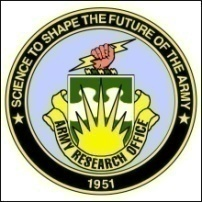 SCIENCE TO SHAPE THE FUTURE OF THE ARMY
ARMY RESEARCH OFFICE
1951